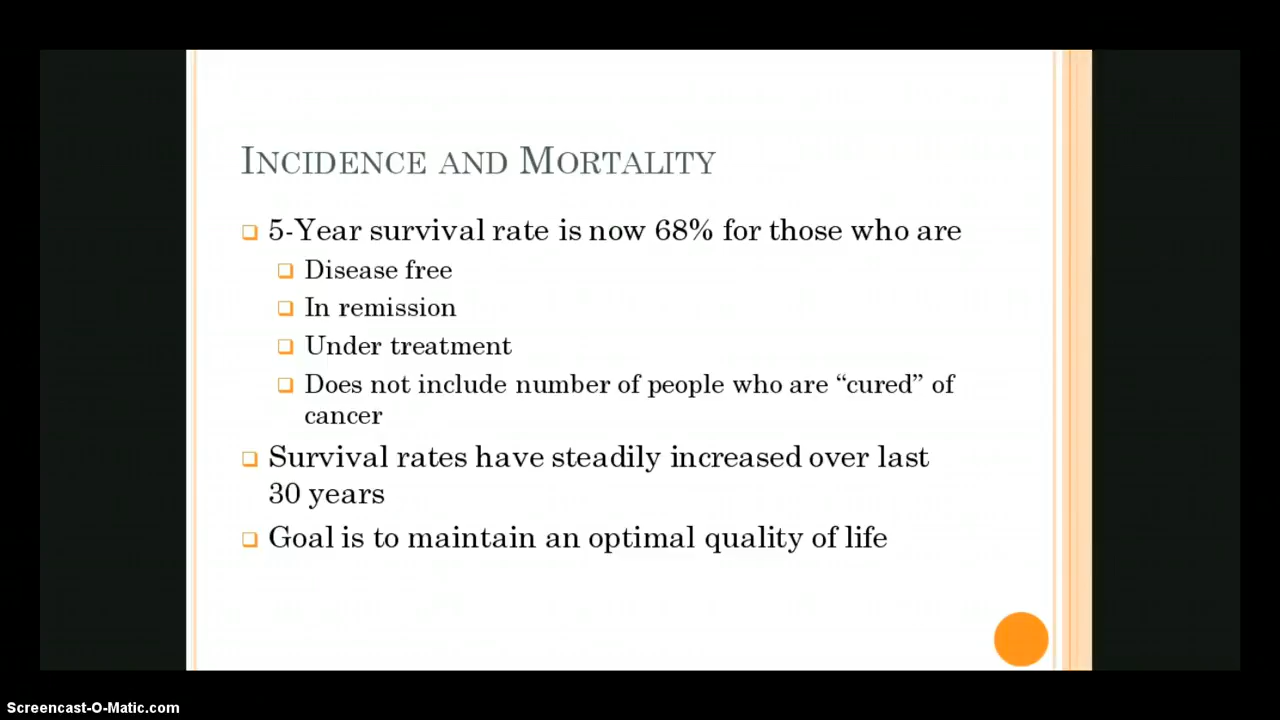 Incidence and Mortality
5-Year survival rate is now 68% for those who are
Disease free
In remission
Under treatment
Does not include number of people who are “cured” of
cancer
Survival rates have steadily increased over last
30 years
Goal is to maintain an optimal quality of life
Screencast-O-Matic.com